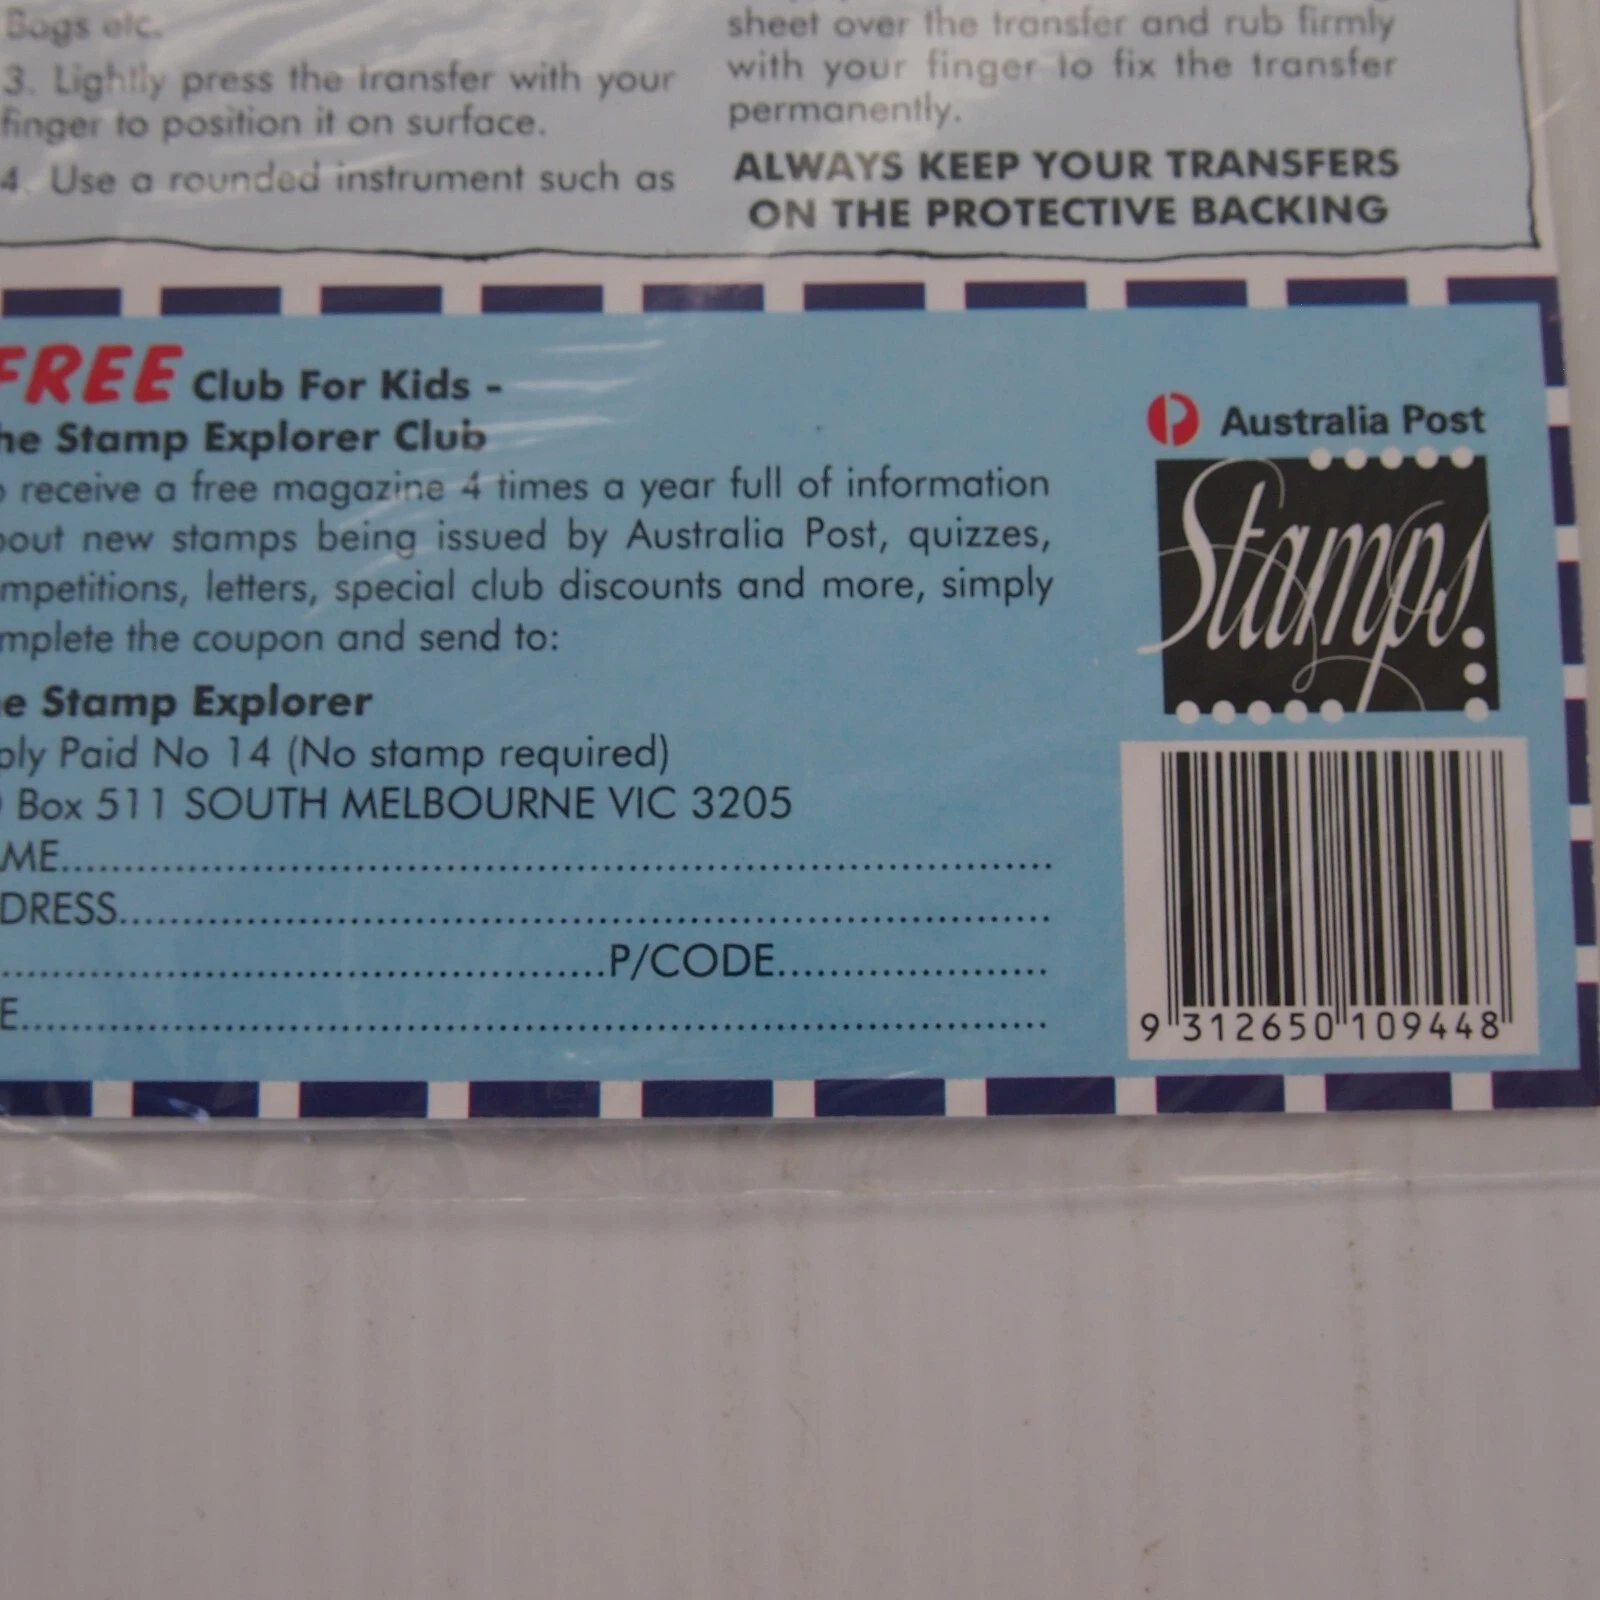 Bags etc.
3. Lightly press the transfer with your
finger to position it on surface.
4. Use a rounded instrument such as
sheet over the transfer and rub firmly
with your finger to fix the transfer
permanently.
ALWAYS KEEP YOUR TRANSFERS
ON THE PROTECTIVE BACKING
FREE Club For Kids -
he Stamp Explorer Club
o receive a free magazine 4 times a year full of information
bout new stamps being issued by Australia Post, quizzes,
mpetitions, letters, special club discounts and more, simply
mplete the coupon and send to:
e Stamp Explorer
ply Paid No 14 (No stamp required)
Box 511 SOUTH MELBOURNE VIC 3205
ME
DRESS
P/CODE
E
Australia Post
Stamps
9 312650 109448